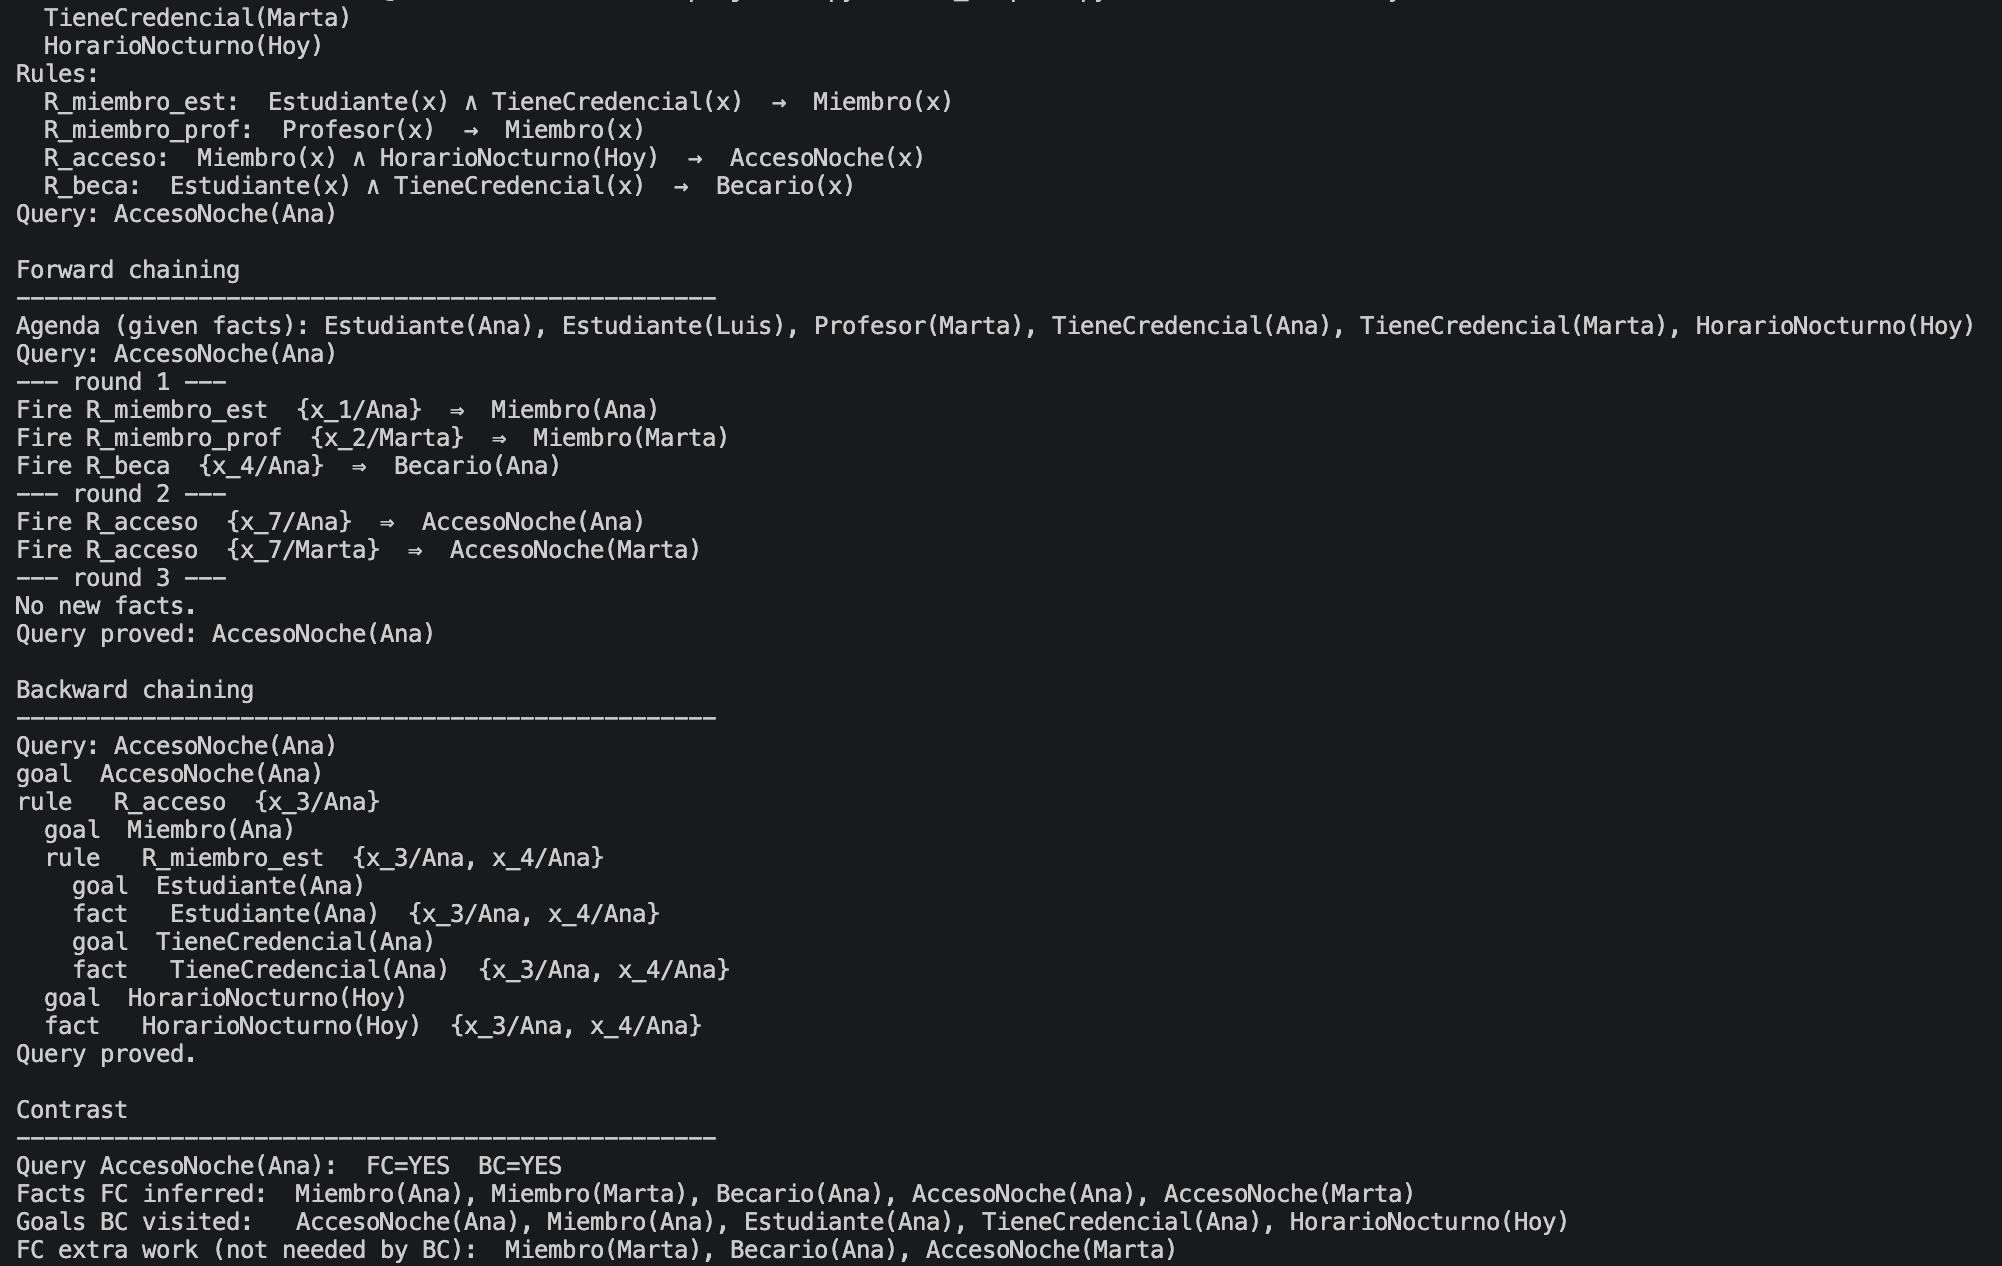 TieneCredencial(Marta)
HorarioNocturno(Hoy)
Rules:
R_miembro_est:  Estudiante(x) ∧ TieneCredencial(x)  →  Miembro(x)
R_miembro_prof:  Profesor(x)  →  Miembro(x)
R_acceso:  Miembro(x) ∧ HorarioNocturno(Hoy)  →  AccesoNoche(x)
R_beca:  Estudiante(x) ∧ TieneCredencial(x)  →  Becario(x)
Query: AccesoNoche(Ana)
Forward chaining
--------------------------------------------------
Agenda (given facts): Estudiante(Ana), Estudiante(Luis), Profesor(Marta), TieneCredencial(Ana), TieneCredencial(Marta), HorarioNocturno(Hoy)
Query: AccesoNoche(Ana)
--- round 1 ---
Fire R_miembro_est  {x_1/Ana}  ⇒  Miembro(Ana)
Fire R_miembro_prof  {x_2/Marta}  ⇒  Miembro(Marta)
Fire R_beca  {x_4/Ana}  ⇒  Becario(Ana)
--- round 2 ---
Fire R_acceso  {x_7/Ana}  ⇒  AccesoNoche(Ana)
Fire R_acceso  {x_7/Marta}  ⇒  AccesoNoche(Marta)
--- round 3 ---
No new facts.
Query proved: AccesoNoche(Ana)
Backward chaining
--------------------------------------------------
Query: AccesoNoche(Ana)
goal  AccesoNoche(Ana)
rule   R_acceso  {x_3/Ana}
goal  Miembro(Ana)
rule   R_miembro_est  {x_3/Ana, x_4/Ana}
goal  Estudiante(Ana)
fact   Estudiante(Ana)  {x_3/Ana, x_4/Ana}
goal  TieneCredencial(Ana)
fact   TieneCredencial(Ana)  {x_3/Ana, x_4/Ana}
goal  HorarioNocturno(Hoy)
fact   HorarioNocturno(Hoy)  {x_3/Ana, x_4/Ana}
Query proved.
Contrast
--------------------------------------------------
Query AccesoNoche(Ana):  FC=YES  BC=YES
Facts FC inferred:  Miembro(Ana), Miembro(Marta), Becario(Ana), AccesoNoche(Ana), AccesoNoche(Marta)
Goals BC visited:   AccesoNoche(Ana), Miembro(Ana), Estudiante(Ana), TieneCredencial(Ana), HorarioNocturno(Hoy)
FC extra work (not needed by BC):  Miembro(Marta), Becario(Ana), AccesoNoche(Marta)